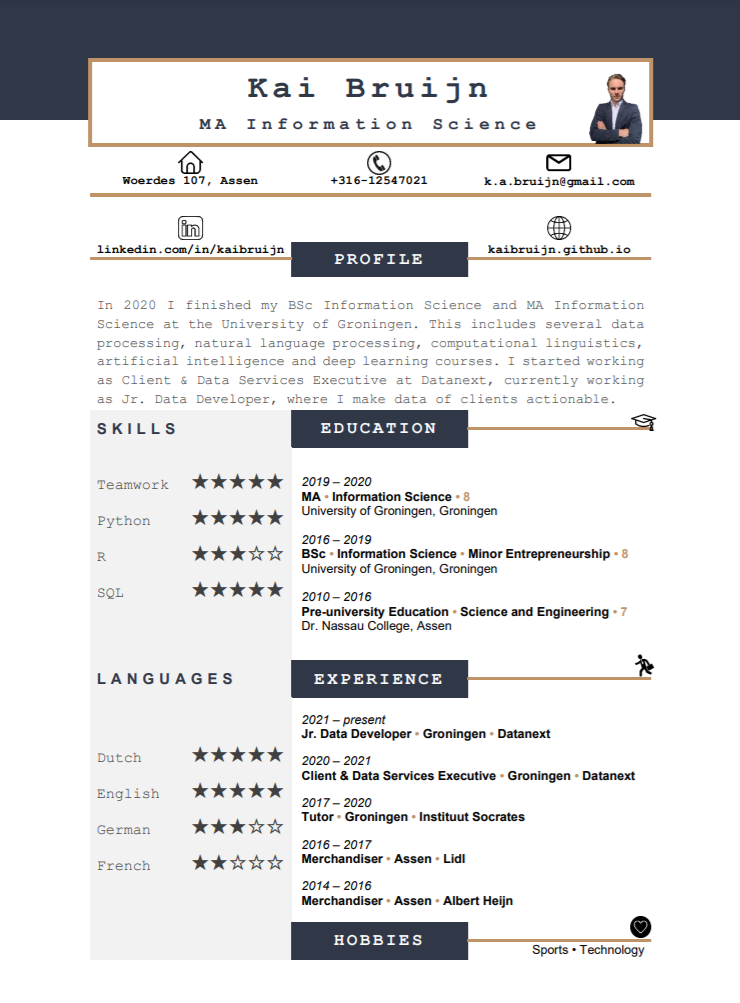 Kai Bruijn
MA Information Science
Woerdes 107, Assen
+316-12547021
k.a.bruijn@gmail.com
linkedin.com/in/kaibruijn
kaibruijn.github.io
PROFILE
In 2020 I finished my BSc Information Science and MA Information
Science at the University of Groningen. This includes several data
processing, natural language processing, computational linguistics,
artificial intelligence and deep learning courses. I started working
as Client & Data Services Executive at Datanext, currently working
as Jr. Data Developer, where I make data of clients actionable.
SKILLS
Teamwork ★★★★★
Python ★★★★★
R ★★★☆☆
SQL ★★★★★
EDUCATION
2019 – 2020
MA • Information Science • 8
University of Groningen, Groningen
2016 – 2019
BSc • Information Science • Minor Entrepreneurship • 8
University of Groningen, Groningen
2010 – 2016
Pre-university Education • Science and Engineering • 7
Dr. Nassau College, Assen
LANGUAGES
Dutch ★★★★★
English ★★★★★
German ★★★☆☆
French ★★☆☆☆
EXPERIENCE
2021 – present
Jr. Data Developer • Groningen • Datanext
2020 – 2021
Client & Data Services Executive • Groningen • Datanext
2017 – 2020
Tutor • Groningen • Instituut Socrates
2016 – 2017
Merchandiser • Assen • Lidl
2014 – 2016
Merchandiser • Assen • Albert Heijn
HOBBIES
Sports • Technology